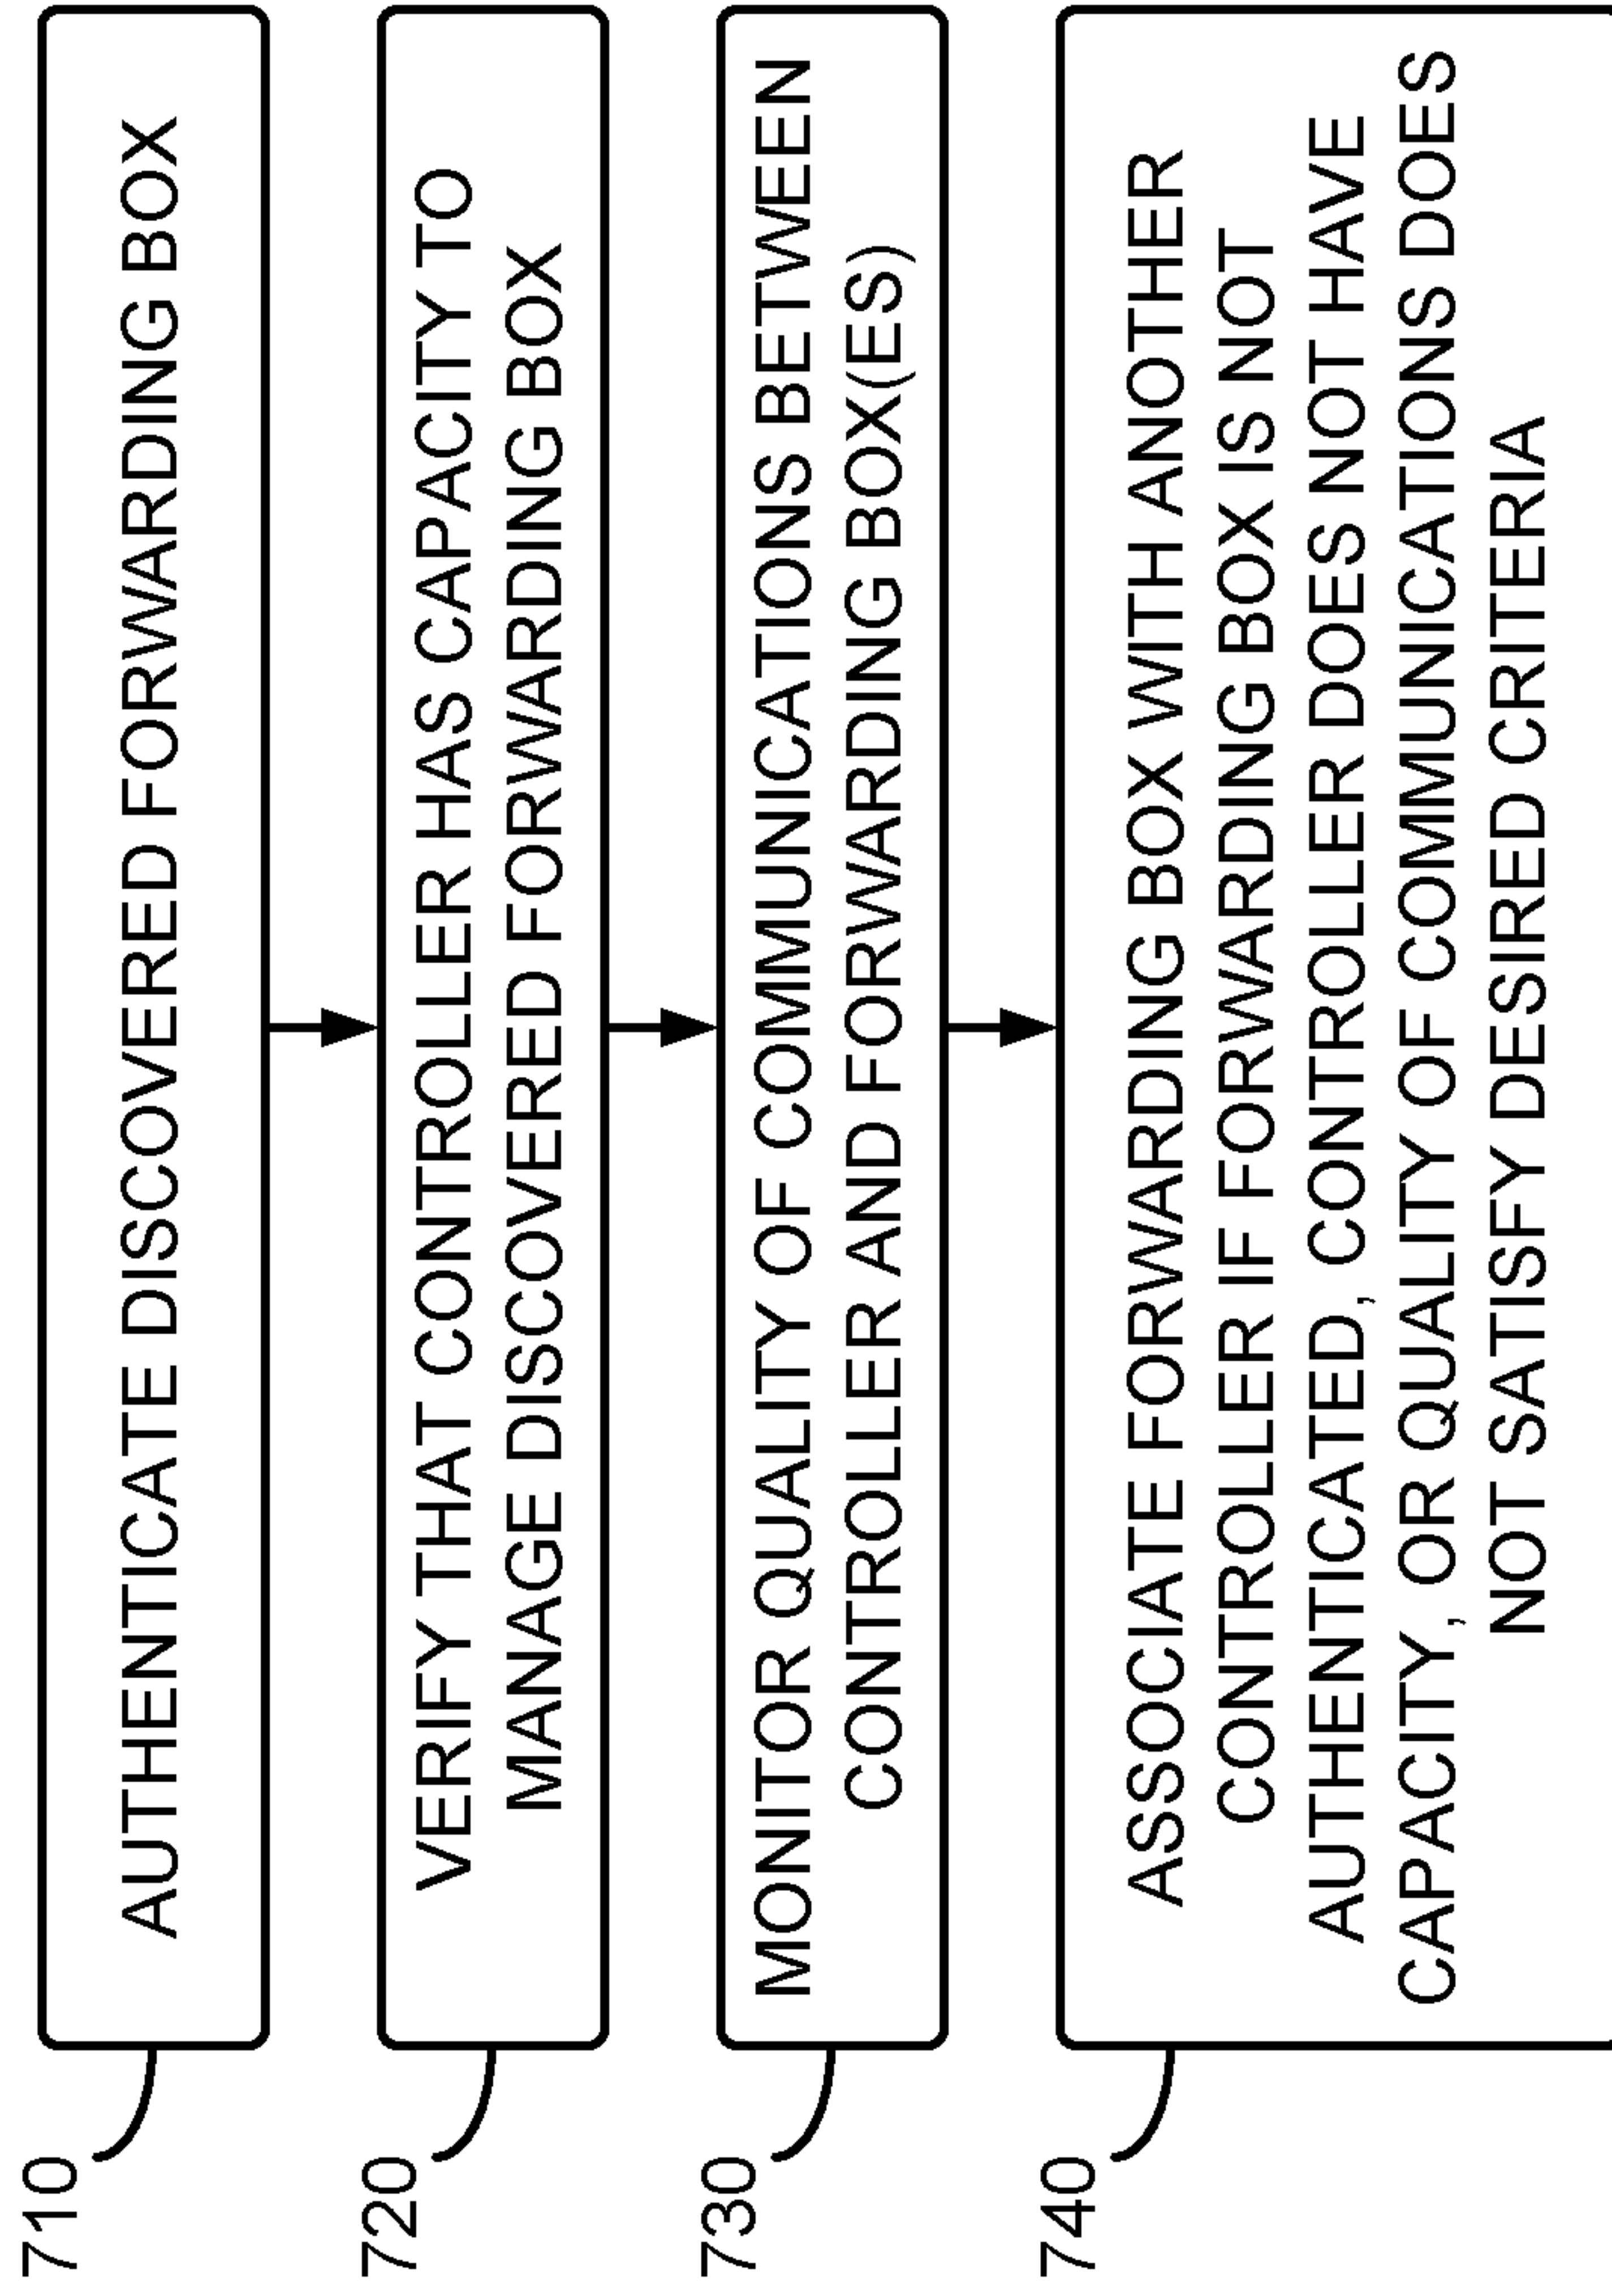 710
AUTHENTICATE DISCOVERED FORWARDING BOX
720
VERIFY THAT CONTROLLER HAS CAPACITY TO
MANAGE DISCOVERED FORWARDING BOX
730
MONITOR QUALITY OF COMMUNICATIONS BETWEEN
CONTROLLER AND FORWARDING BOX(ES)
740
ASSOCIATE FORWARDING BOX WITH ANOTHER
CONTROLLER IF FORWARDING BOX IS NOT
AUTHENTICATED, CONTROLLER DOES NOT HAVE
CAPACITY, OR QUALITY OF COMMUNICATIONS DOES
NOT SATISFY DESIRED CRITERIA